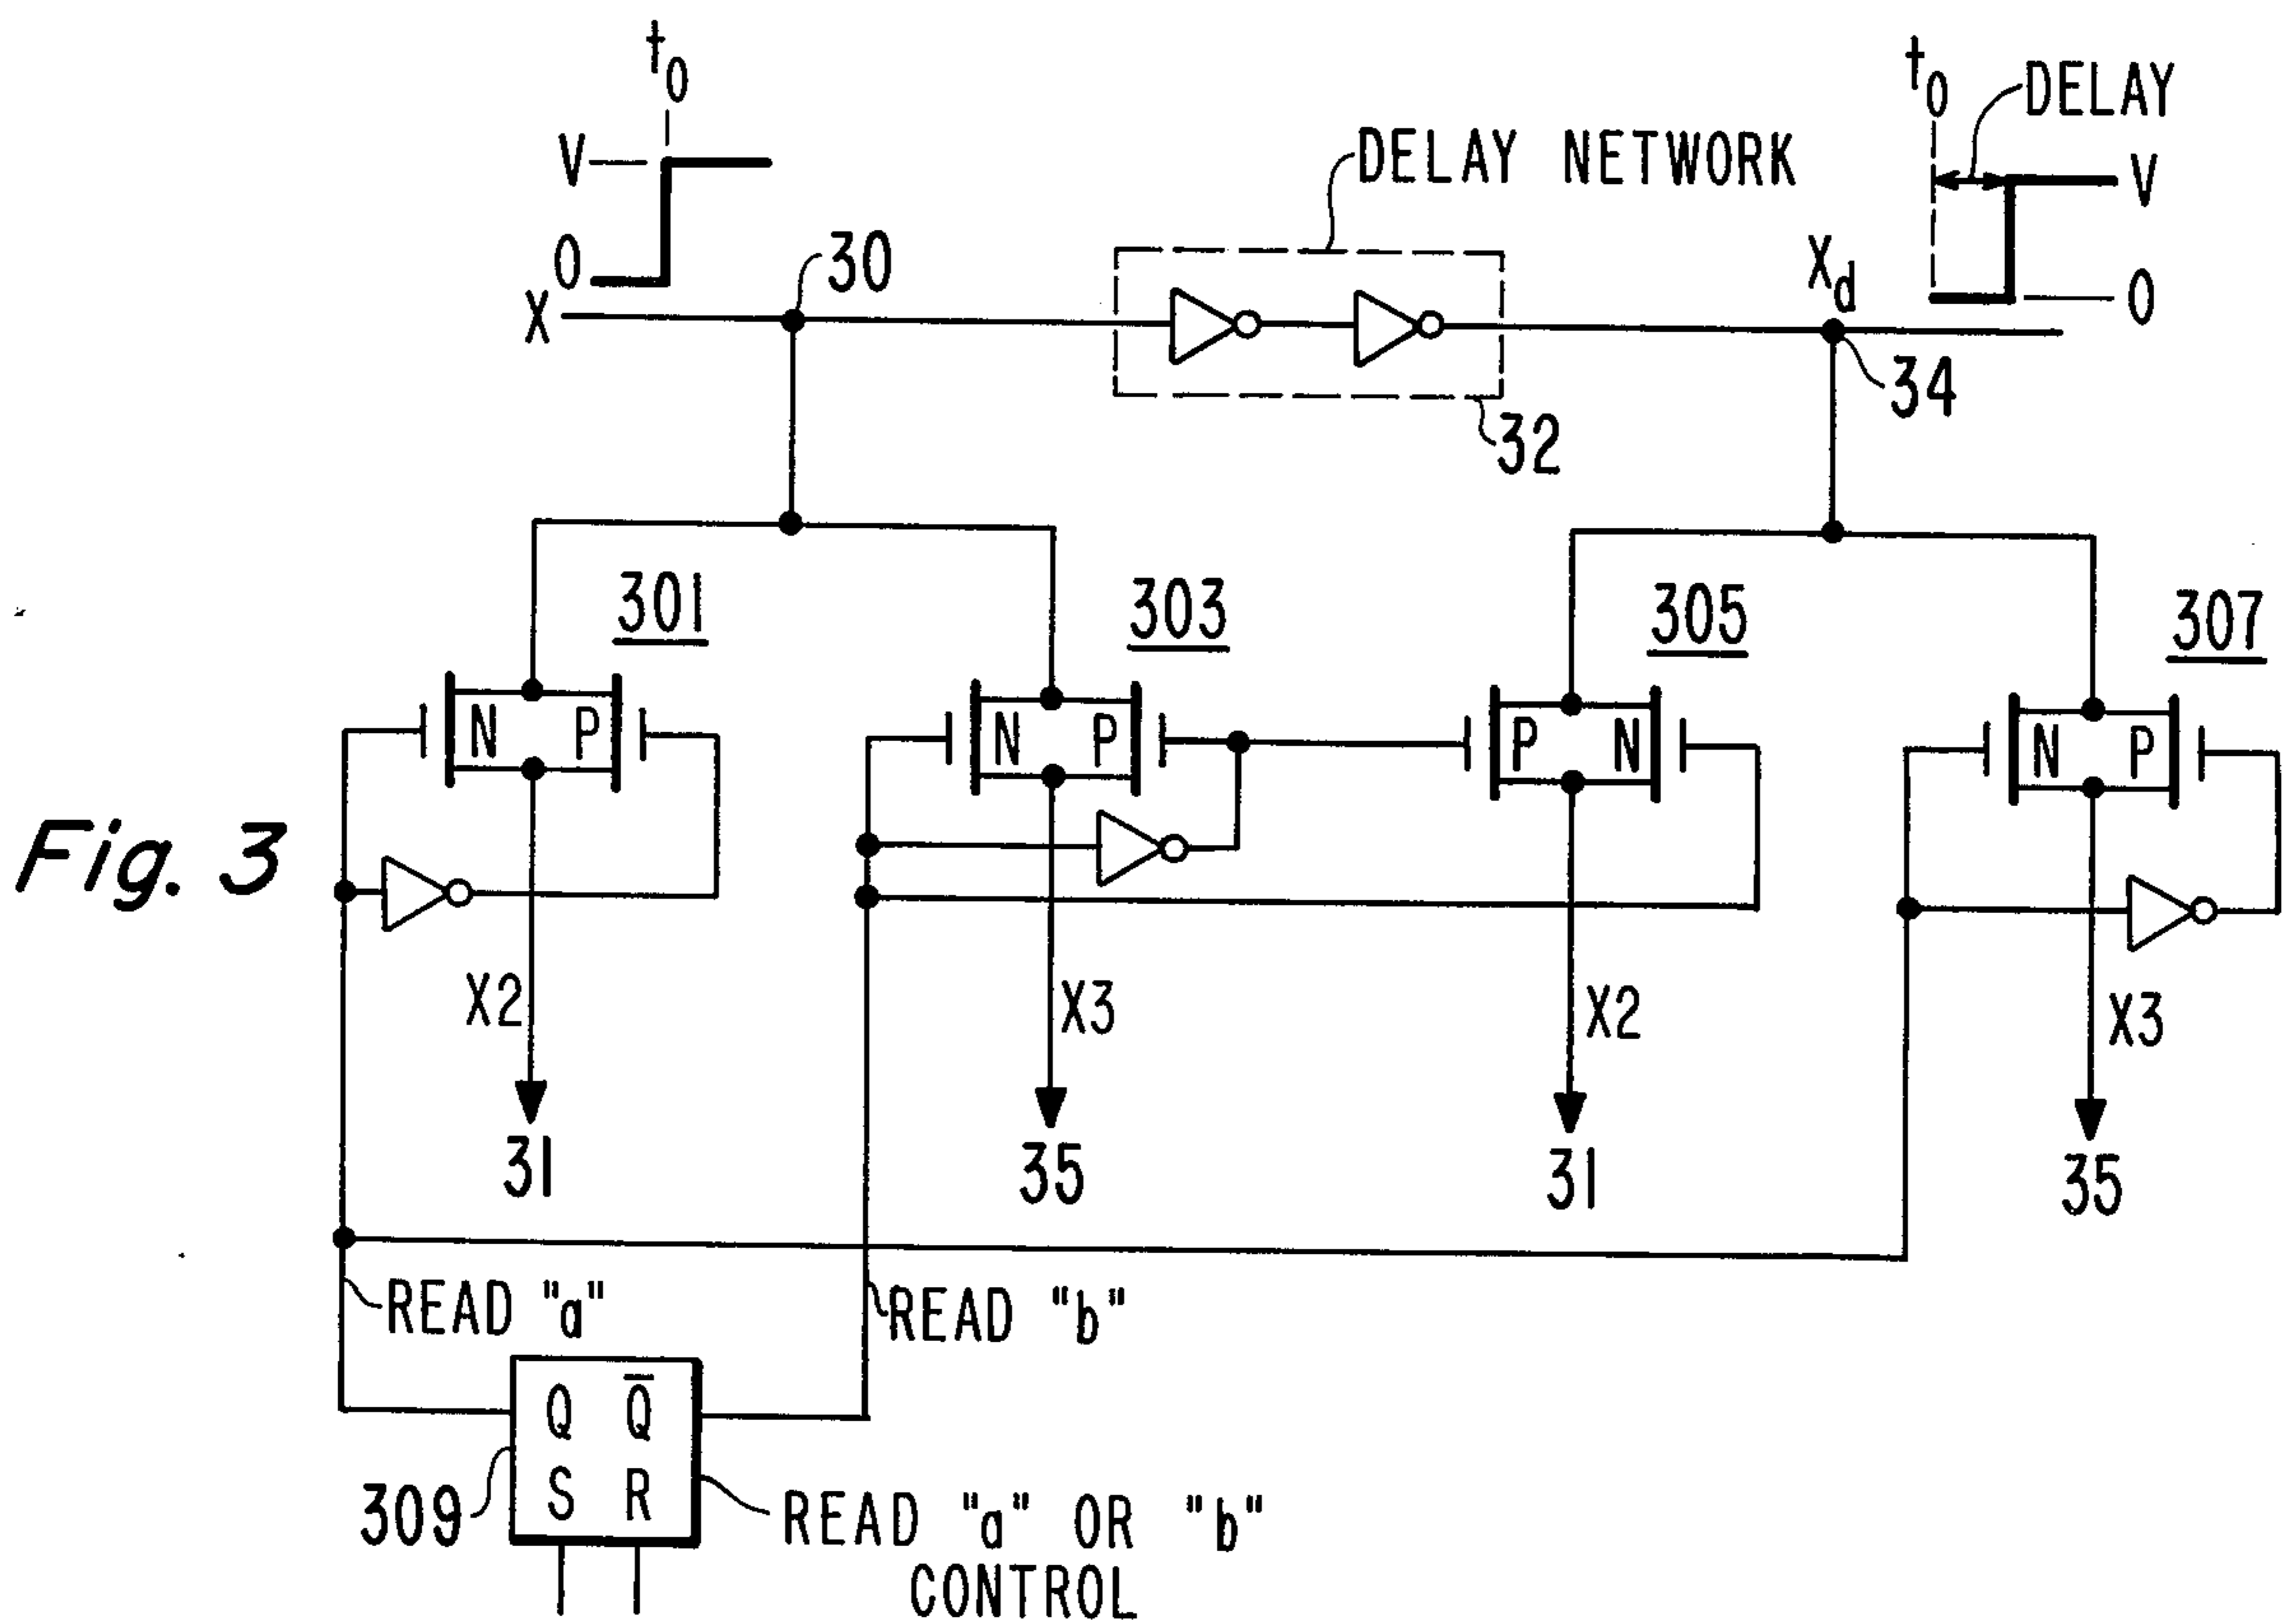 t0
t0
DELAY
DELAY NETWORK
V
V
0
30
Xd
0
X
34
32
301
303
305
307
N P
N P
P N
N P
Fig. 3
X2
X3
X2
X3
31
35
31
35
READ "a"
READ "b"
Q Q̅
S R
309
READ "a" OR "b"
CONTROL